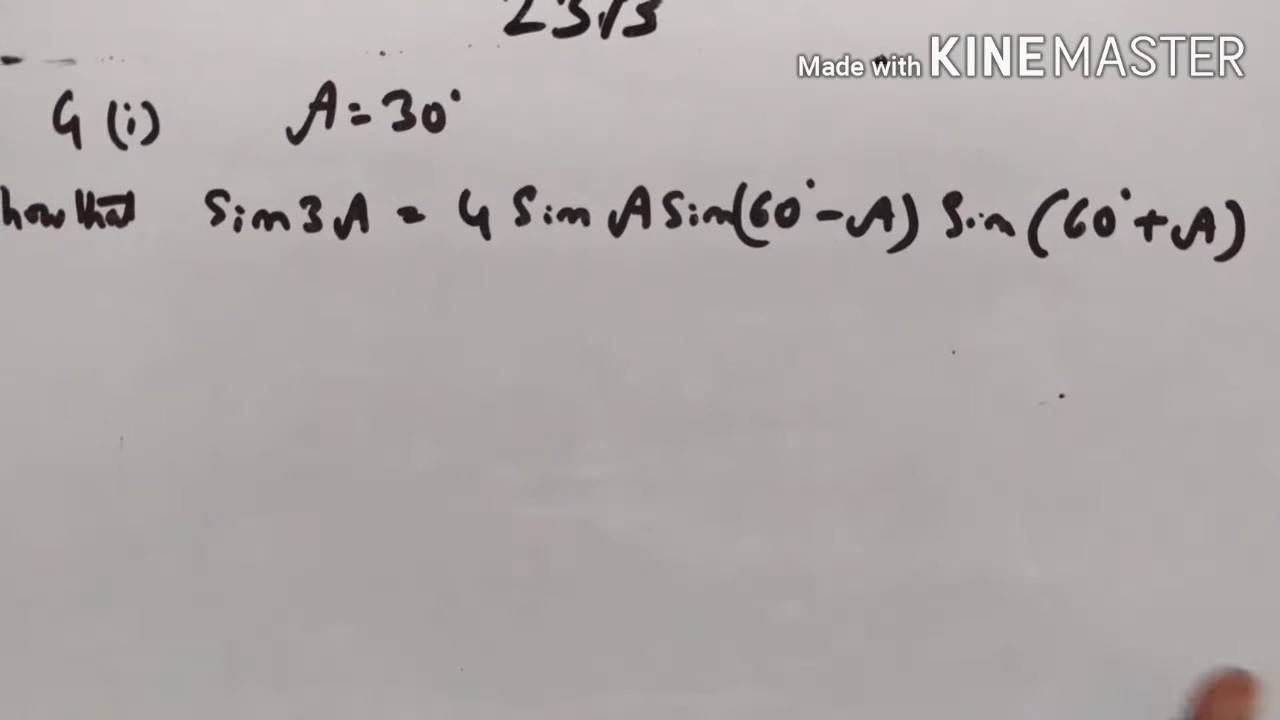 Made with KINEMASTER
4 (i) A = 30°
how that Sin 3A = 4 Sin A Sin(60° - A) Sin (60° + A)